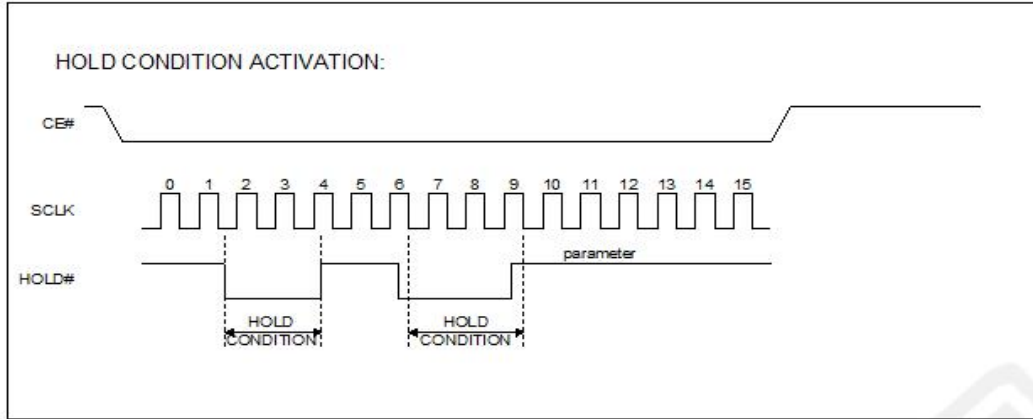 HOLD CONDITION ACTIVATION:
CE#
0 1 2 3 4 5 6 7 8 9 10 11 12 13 14 15
SCLK
parameter
HOLD#
HOLD CONDITION
HOLD CONDITION